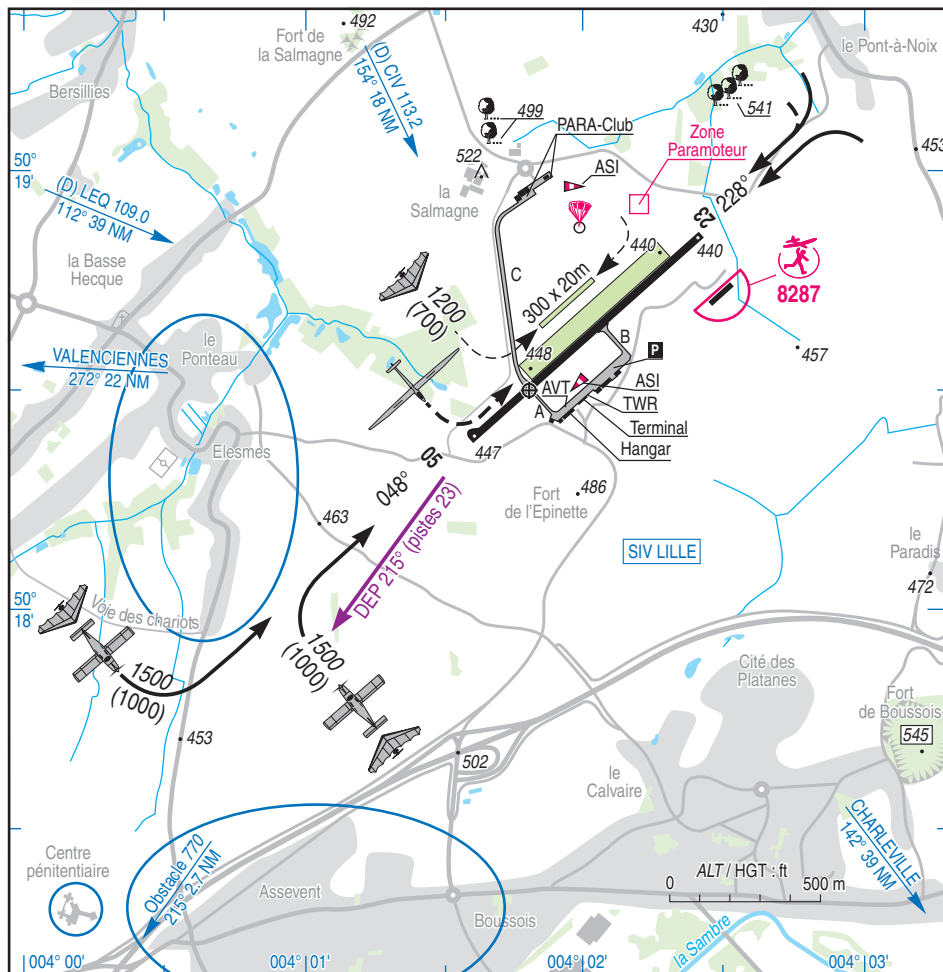 492
430
Fort de
la Salmagne
le Pont-à-Noix
Bersillies
(D) CIV 113.2
154° 18 NM
499
541
PARA-Club
453
50°
19'
522
ASI
Zone
Paramoteur
la
Salmagne
(D) LEQ 109.0
112° 39 NM
228°
23
440
440
la Basse
Hecque
C
300 x 20m
8287
1200
(700)
le
Ponteau
448
B
P
457
VALENCIENNES
272° 22 NM
AVT
ASI
A
TWR
Terminal
Hangar
447
05
Elesmes
048°
486
Fort
de l'Epinette
463
DEP 215° (pistes 23)
SIV LILLE
le
Paradis
472
50°
18'
Voie des chariots
1500
(1000)
1500
(1000)
Cité des
Platanes
Fort
de Boussois
545
453
502
le
Calvaire
CHARLEVILLE
142° 39 NM
Centre
pénitentiaire
Obstacle 770
215° 2.7 NM
Assevent
Boussois
ALT / HGT : ft
0 500 m
la Sambre
004° 00'
004° 01'
004° 02'
004° 03'